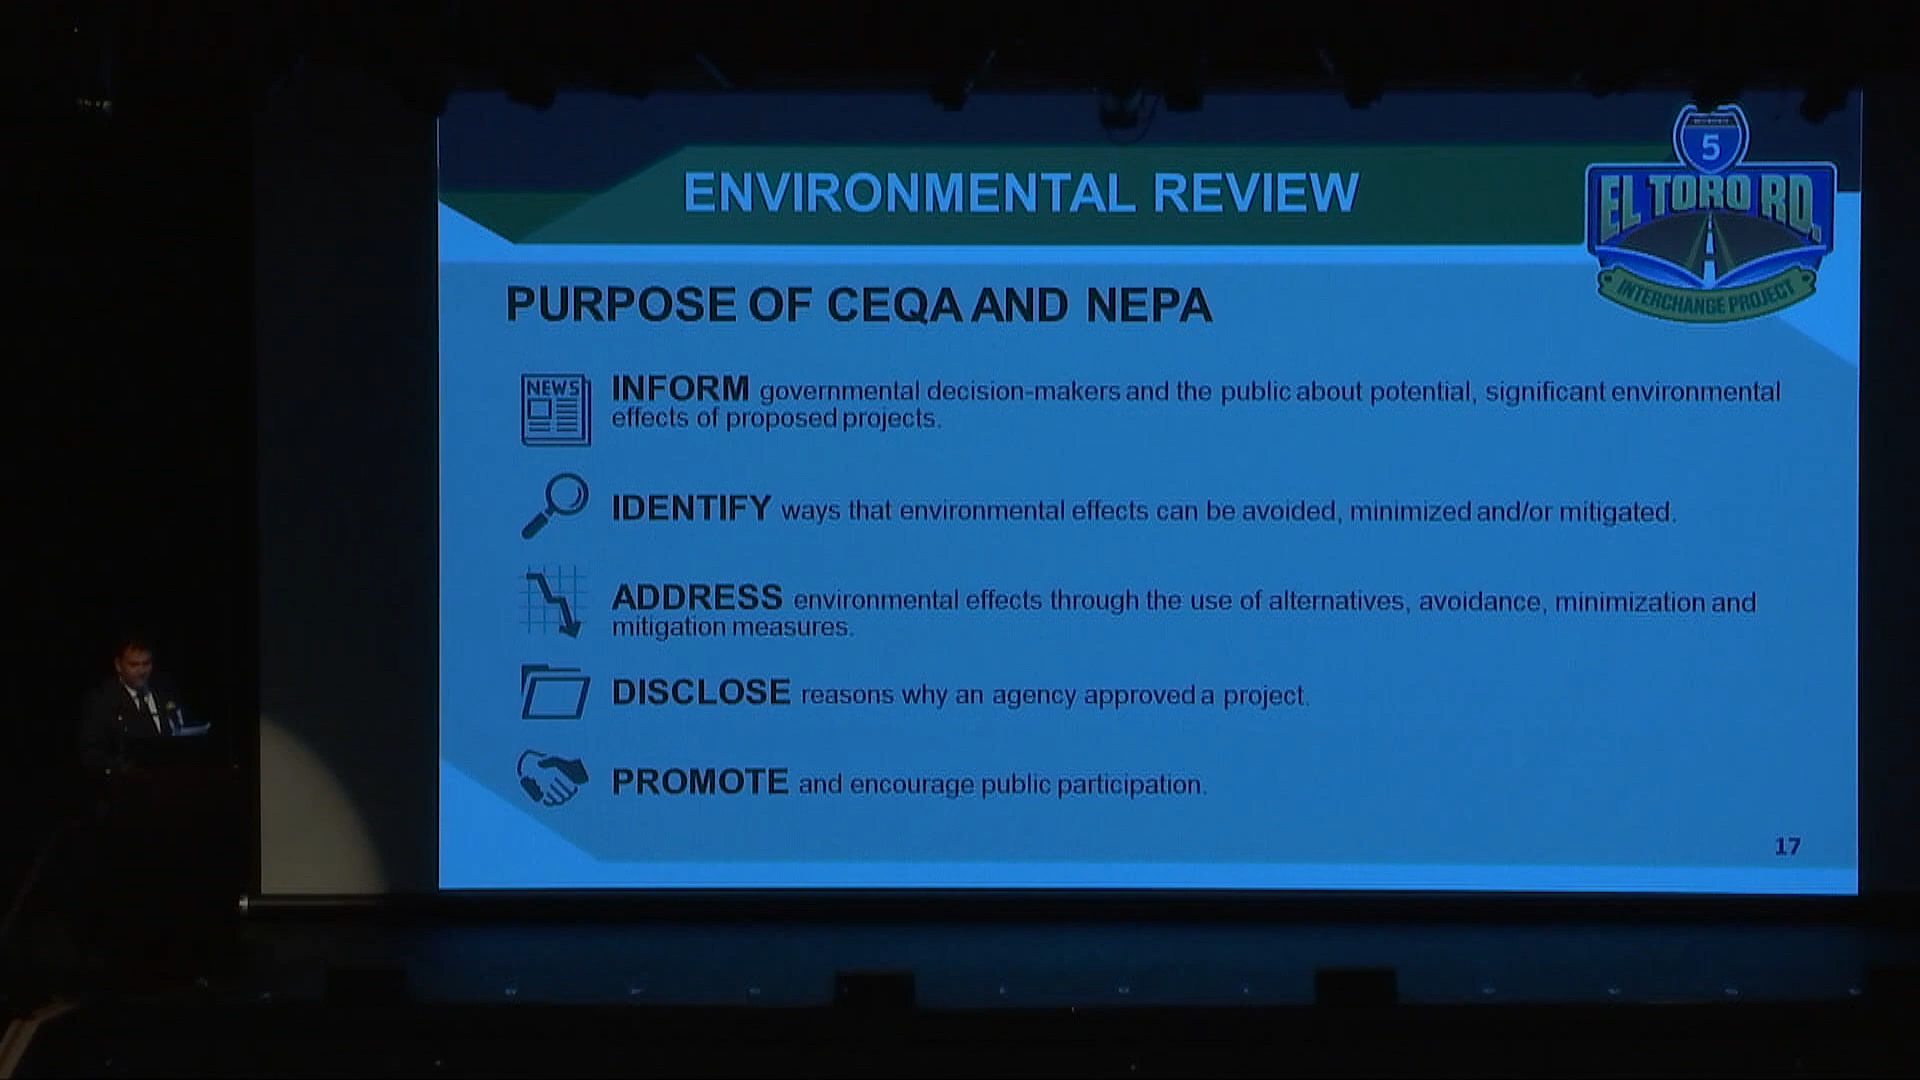 5
EL TORO RD.
INTERCHANGE PROJECT
ENVIRONMENTAL REVIEW
PURPOSE OF CEQA AND NEPA
NEWS
INFORM governmental decision-makers and the public about potential, significant environmental
effects of proposed projects.
IDENTIFY ways that environmental effects can be avoided, minimized and/or mitigated.
ADDRESS environmental effects through the use of alternatives, avoidance, minimization and
mitigation measures.
DISCLOSE reasons why an agency approved a project.
PROMOTE and encourage public participation.
17